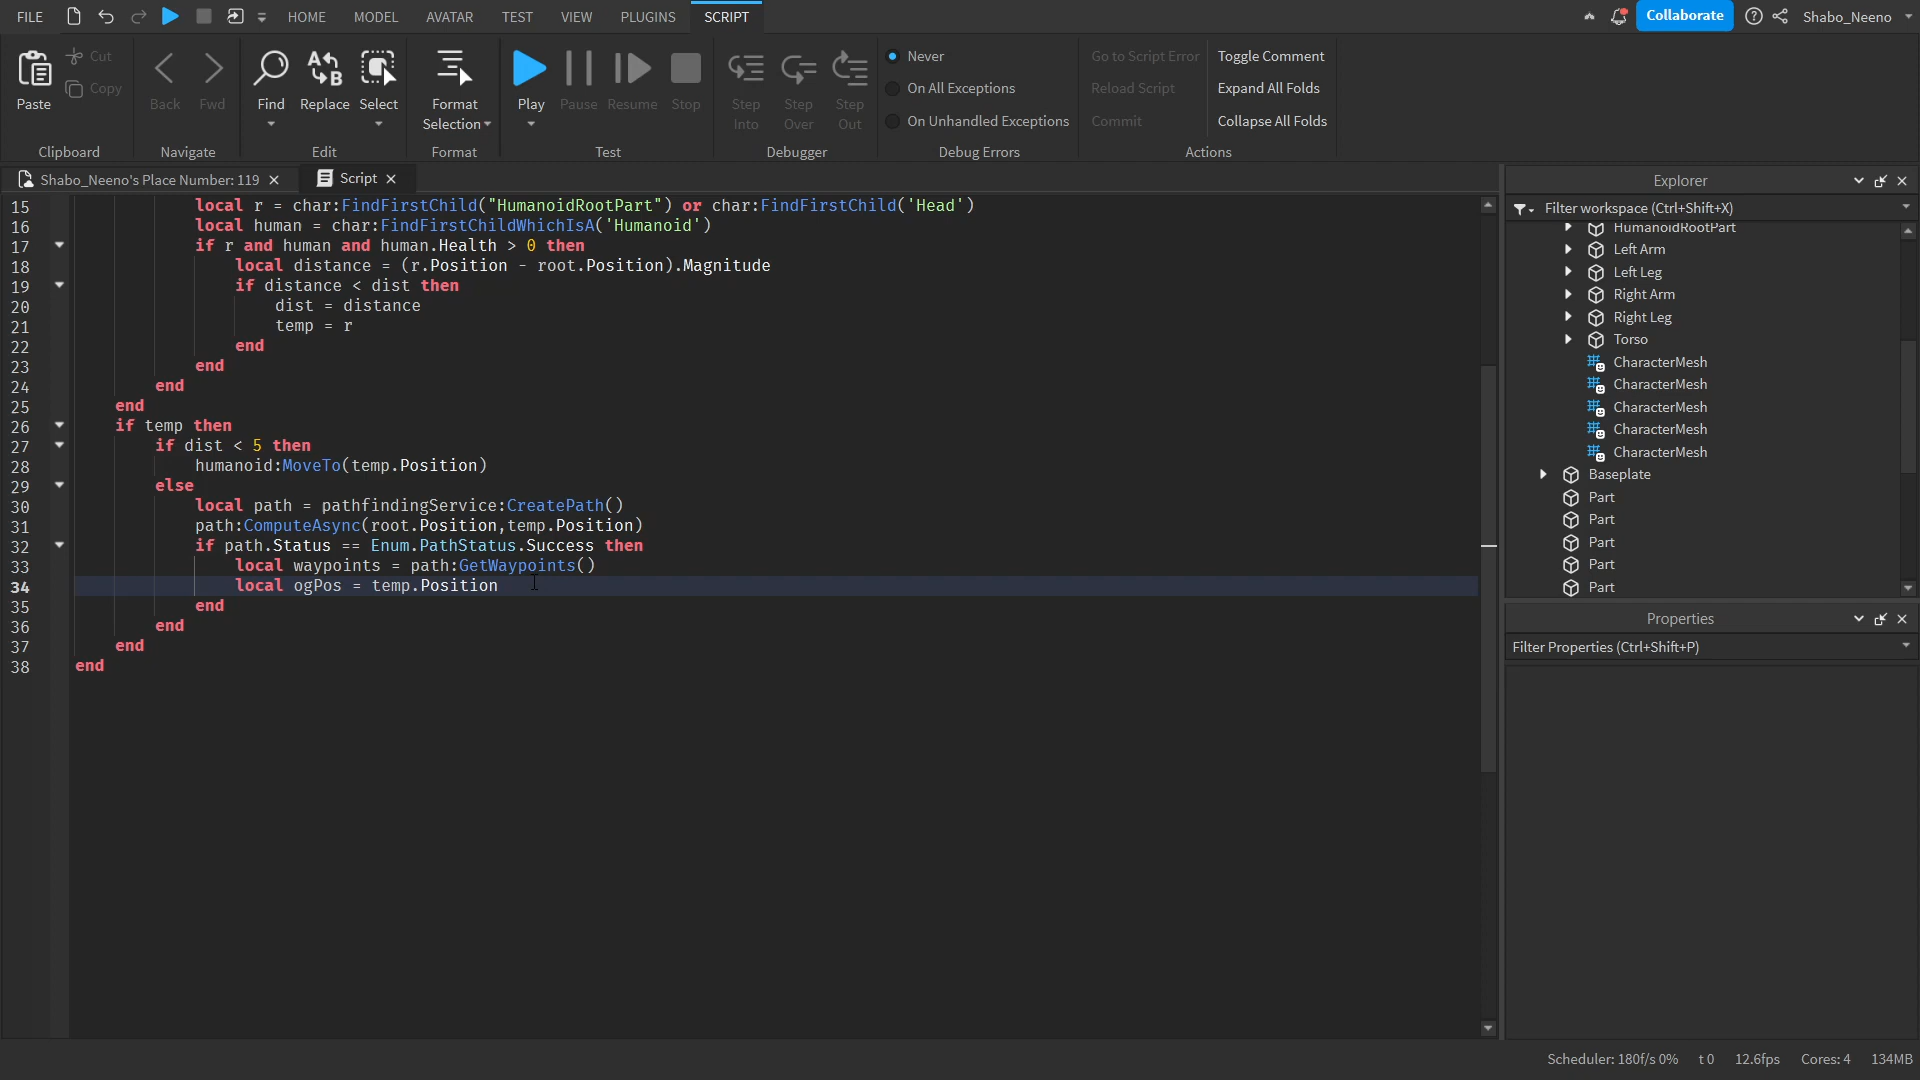 FILE HOME MODEL AVATAR TEST VIEW PLUGINS SCRIPT Collaborate Shabo_Neeno
Paste Cut Copy Back Fwd Find Replace Select Format Selection Play Pause Resume Stop Step Into Step Over Step Out
Never
On All Exceptions
On Unhandled Exceptions
Go to Script Error
Reload Script
Commit
Toggle Comment
Expand All Folds
Collapse All Folds
Clipboard Navigate Edit Format Test Debugger Debug Errors Actions
Shabo_Neeno's Place Number: 119 Script
15 local r = char:FindFirstChild("HumanoidRootPart") or char:FindFirstChild('Head')
16 local human = char:FindFirstChildWhichIsA('Humanoid')
17 if r and human and human.Health > 0 then
18 local distance = (r.Position - root.Position).Magnitude
19 if distance < dist then
20 dist = distance
21 temp = r
22 end
23 end
24 end
25 end
26 if temp then
27 if dist < 5 then
28 humanoid:MoveTo(temp.Position)
29 else
30 local path = pathfindingService:CreatePath()
31 path:ComputeAsync(root.Position,temp.Position)
32 if path.Status == Enum.PathStatus.Success then
33 local waypoints = path:GetWaypoints()
34 local ogPos = temp.Position
35 end
36 end
37 end
38 end
Explorer
Filter workspace (Ctrl+Shift+X)
HumanoidRootPart
Left Arm
Left Leg
Right Arm
Right Leg
Torso
CharacterMesh
CharacterMesh
CharacterMesh
CharacterMesh
CharacterMesh
Baseplate
Part
Part
Part
Part
Part
Properties
Filter Properties (Ctrl+Shift+P)
Scheduler: 180f/s 0% t 0 12.6fps Cores: 4 134MB